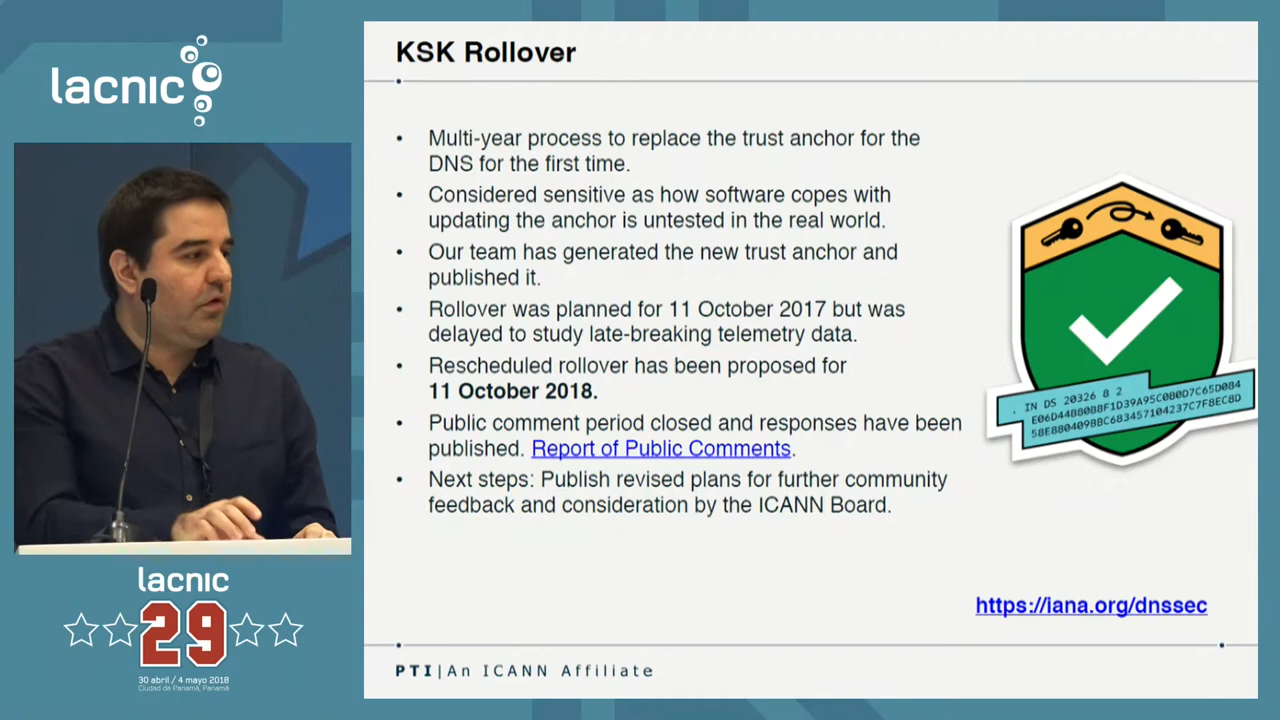 lacnic
KSK Rollover
• Multi-year process to replace the trust anchor for the
DNS for the first time.
• Considered sensitive as how software copes with
updating the anchor is untested in the real world.
• Our team has generated the new trust anchor and
published it.
• Rollover was planned for 11 October 2017 but was
delayed to study late-breaking telemetry data.
• Rescheduled rollover has been proposed for
11 October 2018.
• Public comment period closed and responses have been
published. Report of Public Comments.
• Next steps: Publish revised plans for further community
feedback and consideration by the ICANN Board.
. IN DS 20326 8 2
E06D44B80B8F1D39A95C0B0D7C65D084
58E880409BBC683457104237C7F8EC8D
https://iana.org/dnssec
PTI|An ICANN Affiliate
lacnic
29
30 abril / 4 mayo 2018
Ciudad de Panamá, Panamá